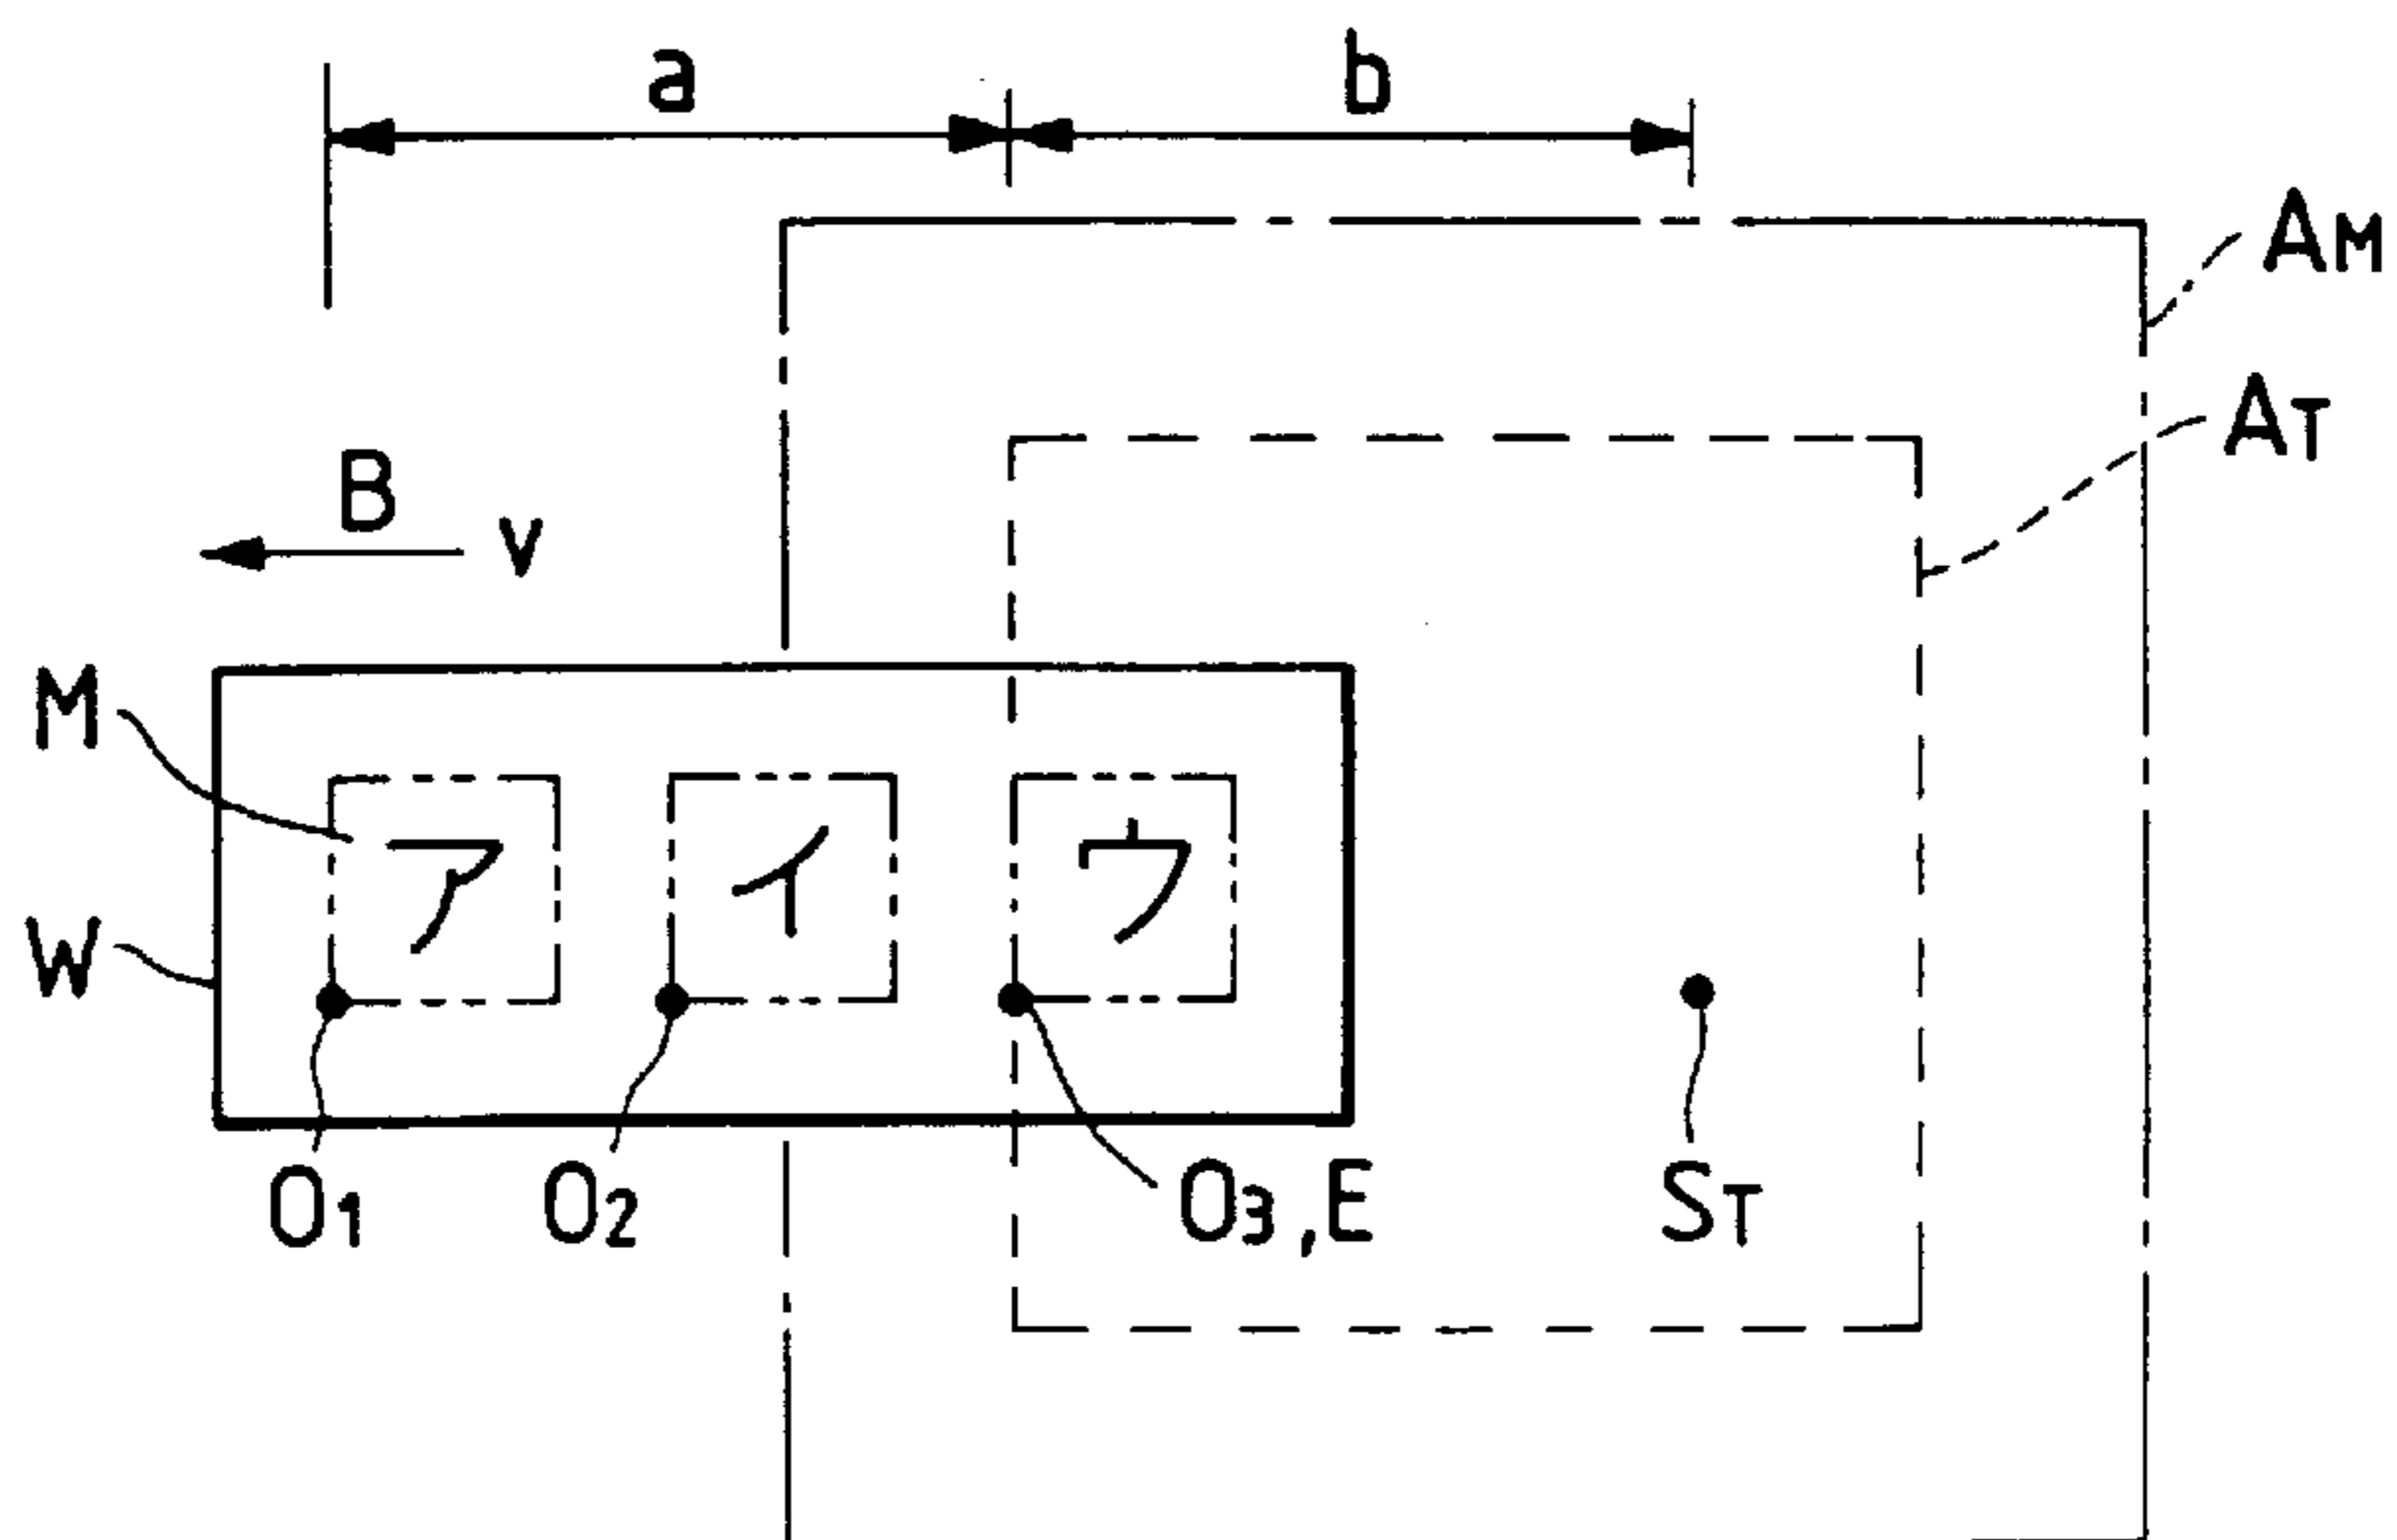 a b
AM
AT
B v
M
ア イ ウ
W
O1 O2 O3,E ST